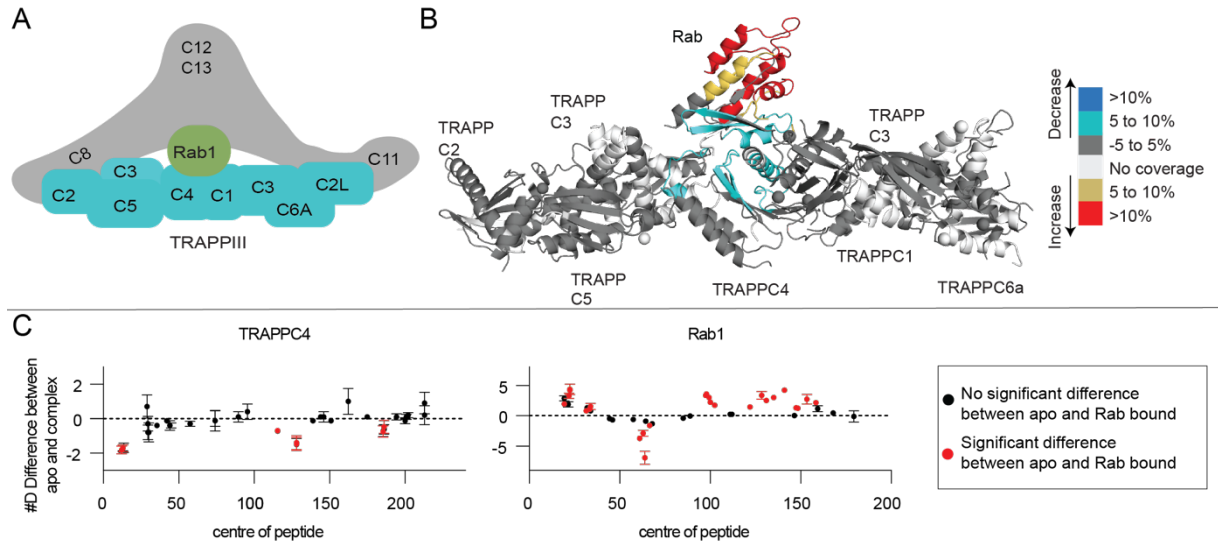 A
C12
C13
C8
Rab1
C11
C3
C2
C5
C4
C1
C3
C2L
C6A
TRAPPIII
B
Rab
TRAPP
C3
TRAPP
C2
TRAPP
C3
TRAPP
C5
TRAPPC4
TRAPPC1
TRAPPC6a
Decrease
Increase
>10%
5 to 10%
-5 to 5%
No coverage
5 to 10%
>10%
C
TRAPPC4
#D Difference between
apo and complex
2
0
-2
0
50
100
150
200
centre of peptide
Rab1
5
0
-5
0
50
100
150
200
centre of peptide
No significant difference
between apo and Rab bound
Significant difference
between apo and Rab bound